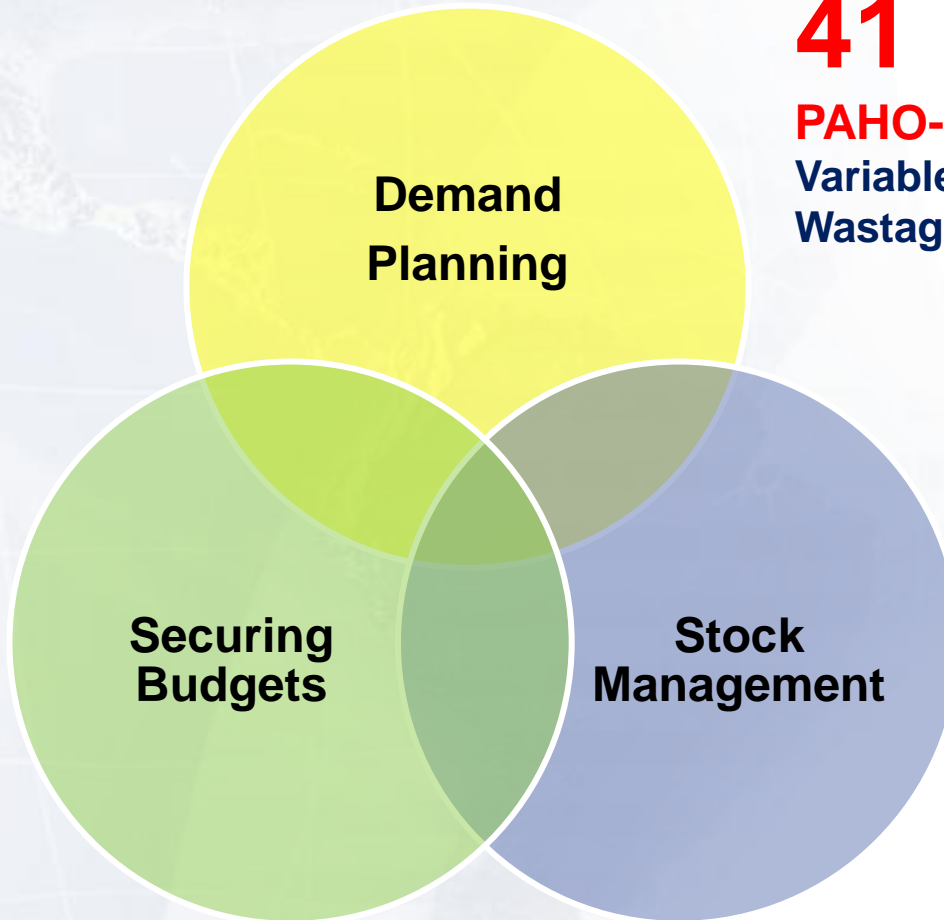 41
PAHO-
Variable
Wastag
Demand
Planning
Securing
Budgets
Stock
Management